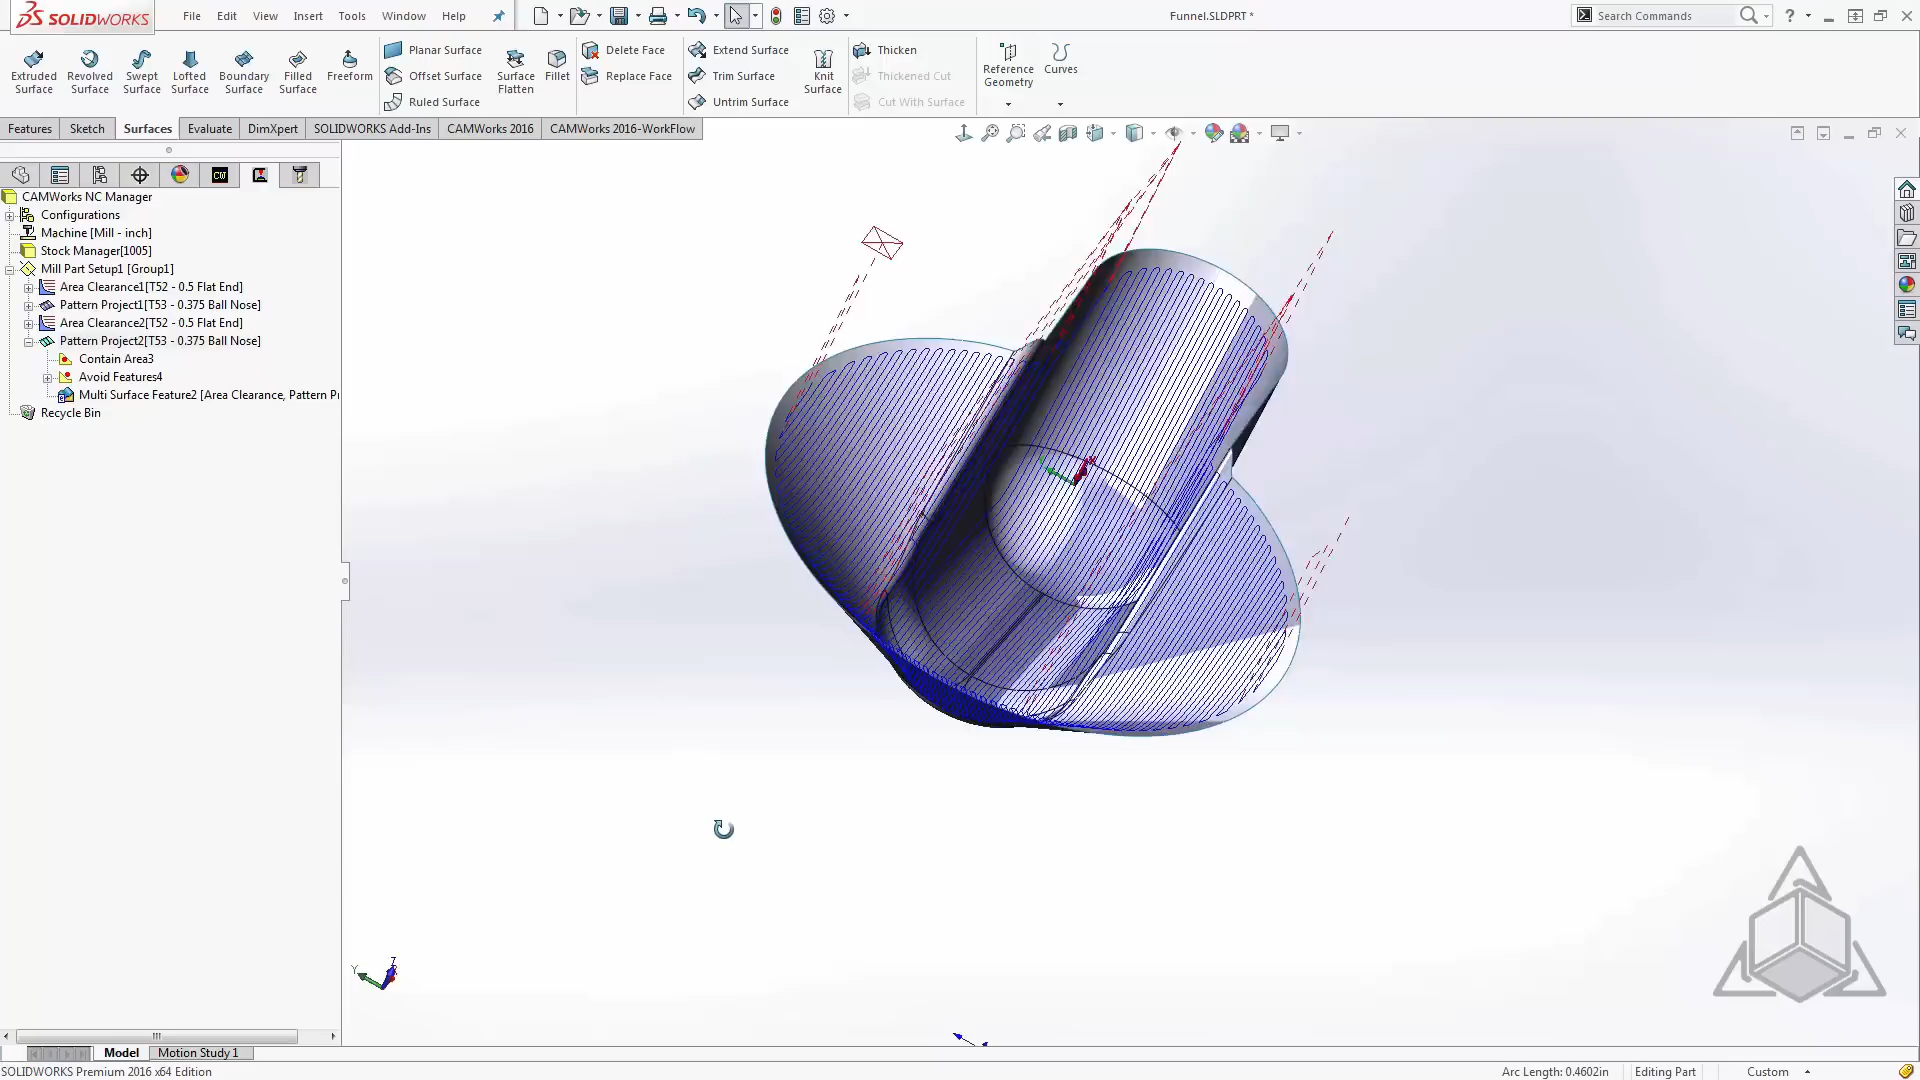 SOLIDWORKS
File Edit View Insert Tools Window Help
Funnel.SLDPRT *
Search Commands
Extruded Surface
Revolved Surface
Swept Surface
Lofted Surface
Boundary Surface
Filled Surface
Freeform
Planar Surface
Offset Surface
Ruled Surface
Surface Flatten
Fillet
Delete Face
Replace Face
Extend Surface
Trim Surface
Untrim Surface
Knit Surface
Thicken
Thickened Cut
Cut With Surface
Reference Geometry
Curves
Features Sketch Surfaces Evaluate DimXpert SOLIDWORKS Add-Ins CAMWorks 2016 CAMWorks 2016-WorkFlow
CW
CAMWorks NC Manager
Configurations
Machine [Mill - inch]
Stock Manager[1005]
Mill Part Setup1 [Group1]
Area Clearance1[T52 - 0.5 Flat End]
Pattern Project1[T53 - 0.375 Ball Nose]
Area Clearance2[T52 - 0.5 Flat End]
Pattern Project2[T53 - 0.375 Ball Nose]
Contain Area3
Avoid Features4
Multi Surface Feature2 [Area Clearance, Pattern Pr
Recycle Bin
Y Z
Model Motion Study 1
SOLIDWORKS Premium 2016 x64 Edition
Arc Length: 0.4602in Editing Part Custom